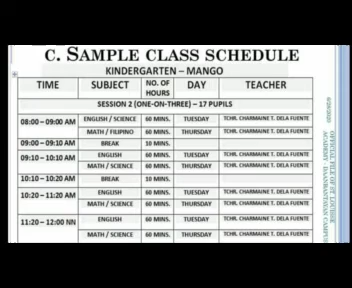 C. SAMPLE CLASS SCHEDULE
KINDERGARTEN – MANGO
TIME SUBJECT NO. OF HOURS DAY TEACHER
SESSION 2 (ONE-ON-THREE) – 17 PUPILS
08:00 – 09:00 AM ENGLISH / SCIENCE 60 MINS. TUESDAY TCHR. CHARMAINE T. DELA FUENTE
MATH / FILIPINO 60 MINS. THURSDAY TCHR. CHARMAINE T. DELA FUENTE
09:00 – 09:10 AM BREAK 10 MINS.
09:10 – 10:10 AM ENGLISH 60 MINS. TUESDAY TCHR. CHARMAINE T. DELA FUENTE
MATH / SCIENCE 60 MINS. THURSDAY TCHR. CHARMAINE T. DELA FUENTE
10:10 – 10:20 AM BREAK 10 MINS.
10:20 – 11:20 AM ENGLISH 60 MINS. TUESDAY TCHR. CHARMAINE T. DELA FUENTE
MATH / SCIENCE 60 MINS. THURSDAY TCHR. CHARMAINE T. DELA FUENTE
11:20 – 12:00 NN ENGLISH 60 MINS. TUESDAY TCHR. CHARMAINE T. DELA FUENTE
MATH / SCIENCE 60 MINS. THURSDAY TCHR. CHARMAINE T. DELA FUENTE
OFFICIAL FILE OF
ACADEMY